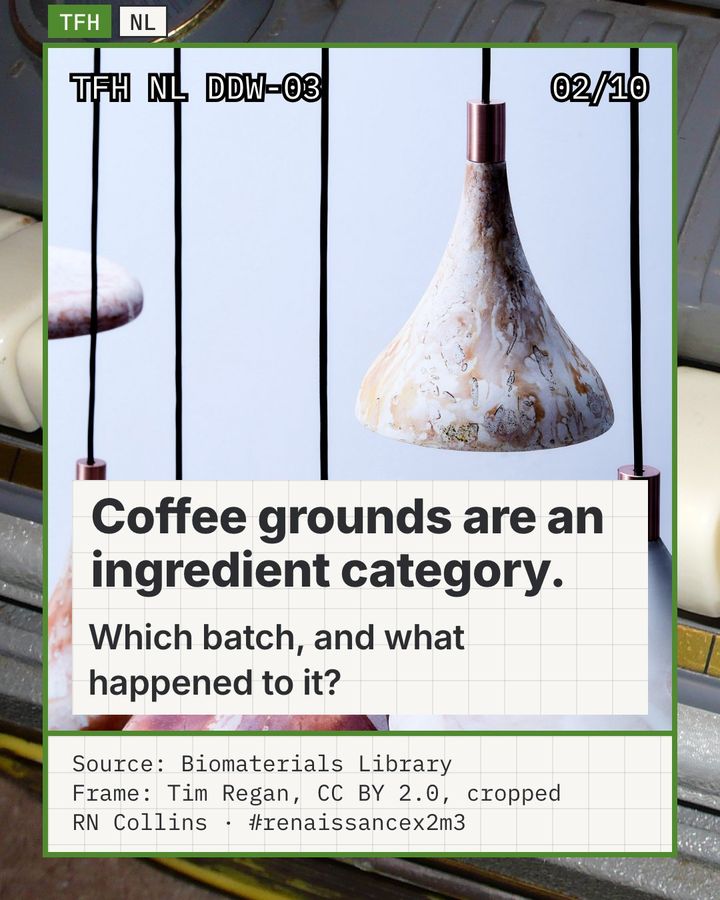 TFH NL
TFH NL DDW-03 02/10
Coffee grounds are an
ingredient category.
Which batch, and what
happened to it?
Source: Biomaterials Library
Frame: Tim Regan, CC BY 2.0, cropped
RN Collins · #renaissancex2m3